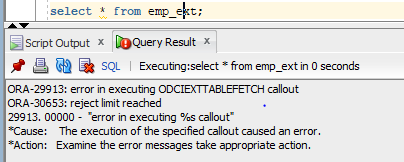 select * from emp_ext;
Script Output × Query Result ×
SQL | Executing:select * from emp_ext in 0 seconds
ORA-29913: error in executing ODCIEXTTABLEFETCH callout
ORA-30653: reject limit reached
29913. 00000 - "error in executing %s callout"
*Cause: The execution of the specified callout caused an error.
*Action: Examine the error messages take appropriate action.